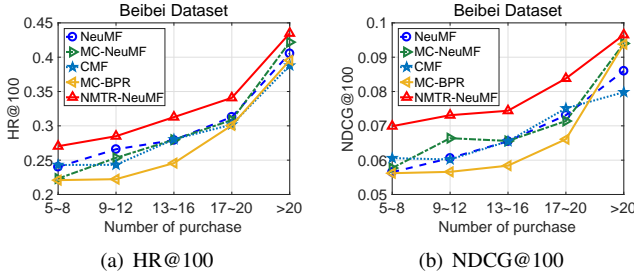 Beibei Dataset
HR@100
0.45
0.4
0.35
0.3
0.25
0.2
NeuMF
MC-NeuMF
CMF
MC-BPR
NMTR-NeuMF
5~8 9~12 13~16 17~20 >20
Number of purchase
(a) HR@100
Beibei Dataset
NDCG@100
0.1
0.09
0.08
0.07
0.06
0.05
NeuMF
MC-NeuMF
CMF
MC-BPR
NMTR-NeuMF
5~8 9~12 13~16 17~20 >20
Number of purchase
(b) NDCG@100